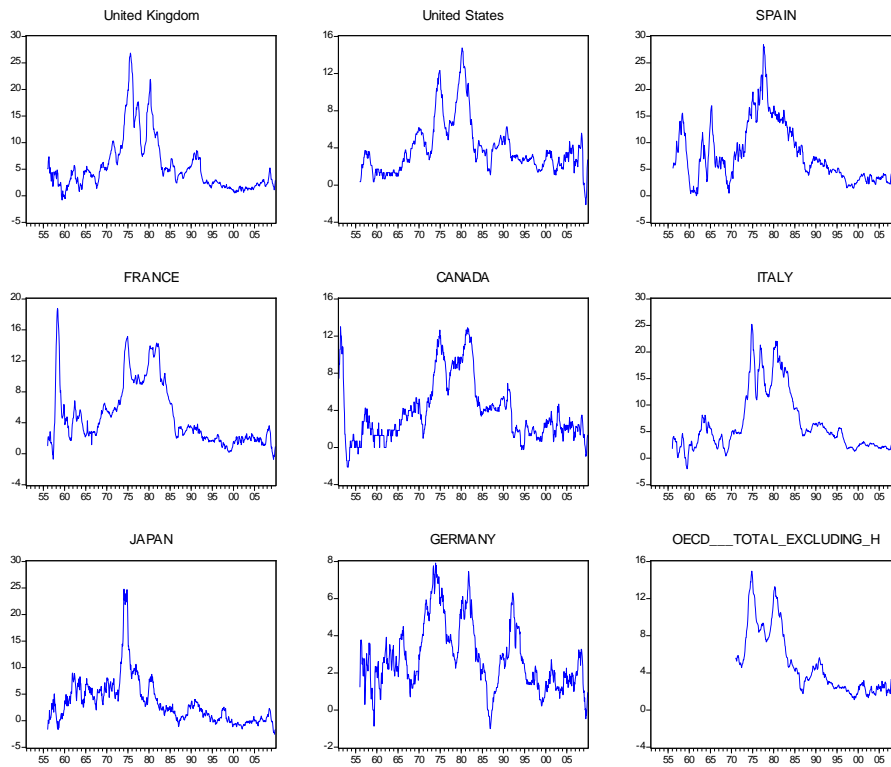 United Kingdom United States SPAIN
30 16 30
25 25
12
20 20
15 8 15
10 10
4
5 5
0
0 0
-5 -4 -5
55 60 65 70 75 80 85 90 95 00 05 55 60 65 70 75 80 85 90 95 00 05 55 60 65 70 75 80 85 90 95 00 05
FRANCE CANADA ITALY
20 16 30
16 25
12
20
12
8 15
8
10
4
4 5
0
0 0
-4 -4 -5
55 60 65 70 75 80 85 90 95 00 05 55 60 65 70 75 80 85 90 95 00 05 55 60 65 70 75 80 85 90 95 00 05
JAPAN GERMANY OECD___TOTAL_EXCLUDING_H
30 8 16
25
6 12
20
15 4 8
10
2 4
5
0 0
0
-5 -2 -4
55 60 65 70 75 80 85 90 95 00 05 55 60 65 70 75 80 85 90 95 00 05 55 60 65 70 75 80 85 90 95 00 05